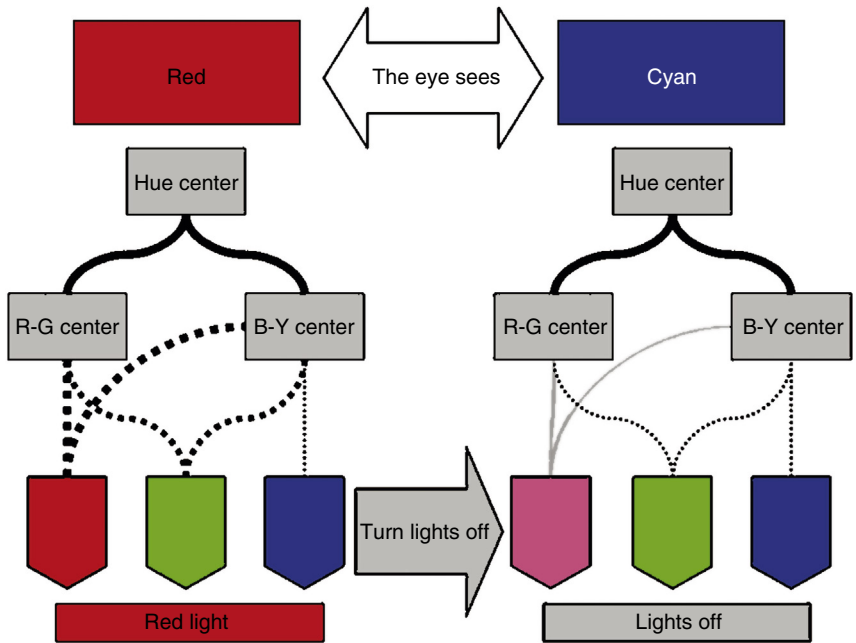 Red
The eye sees
Cyan
Hue center
Hue center
R-G center
B-Y center
R-G center
B-Y center
Turn lights off
Red light
Lights off